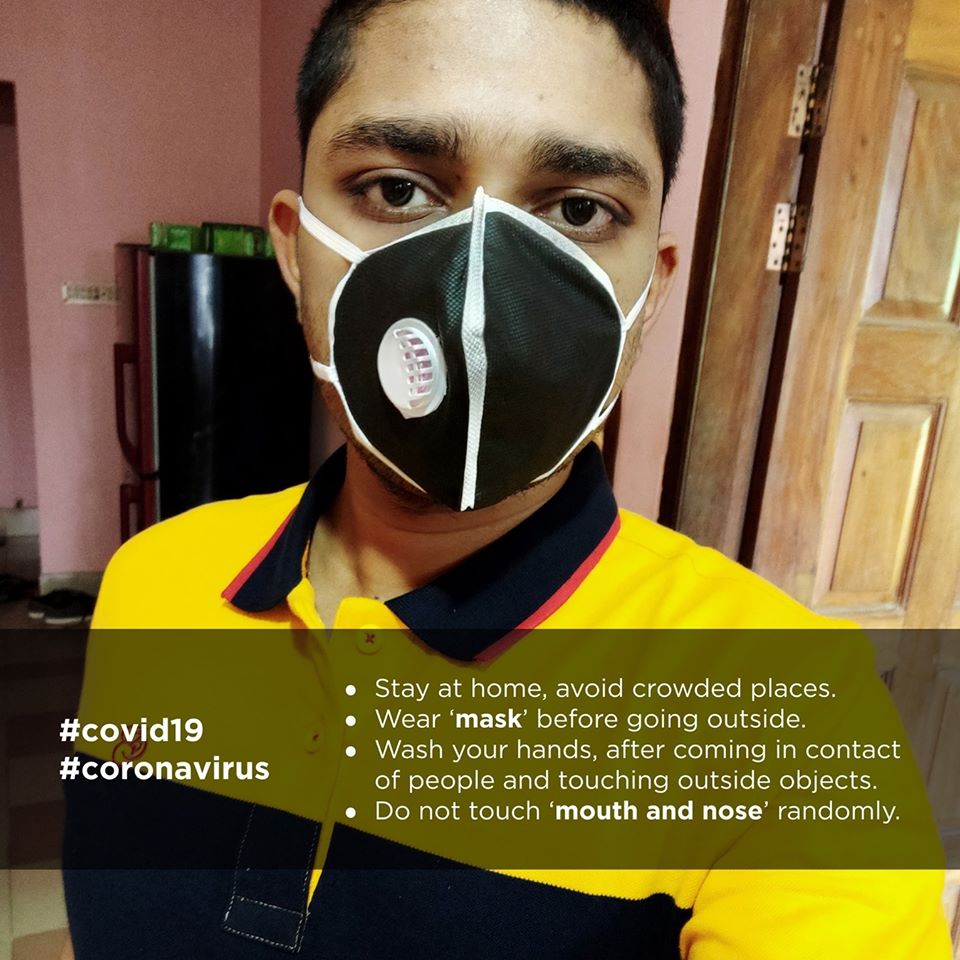 #covid19
#coronavirus
• Stay at home, avoid crowded places.
• Wear ‘mask’ before going outside.
• Wash your hands, after coming in contact
of people and touching outside objects.
• Do not touch ‘mouth and nose’ randomly.